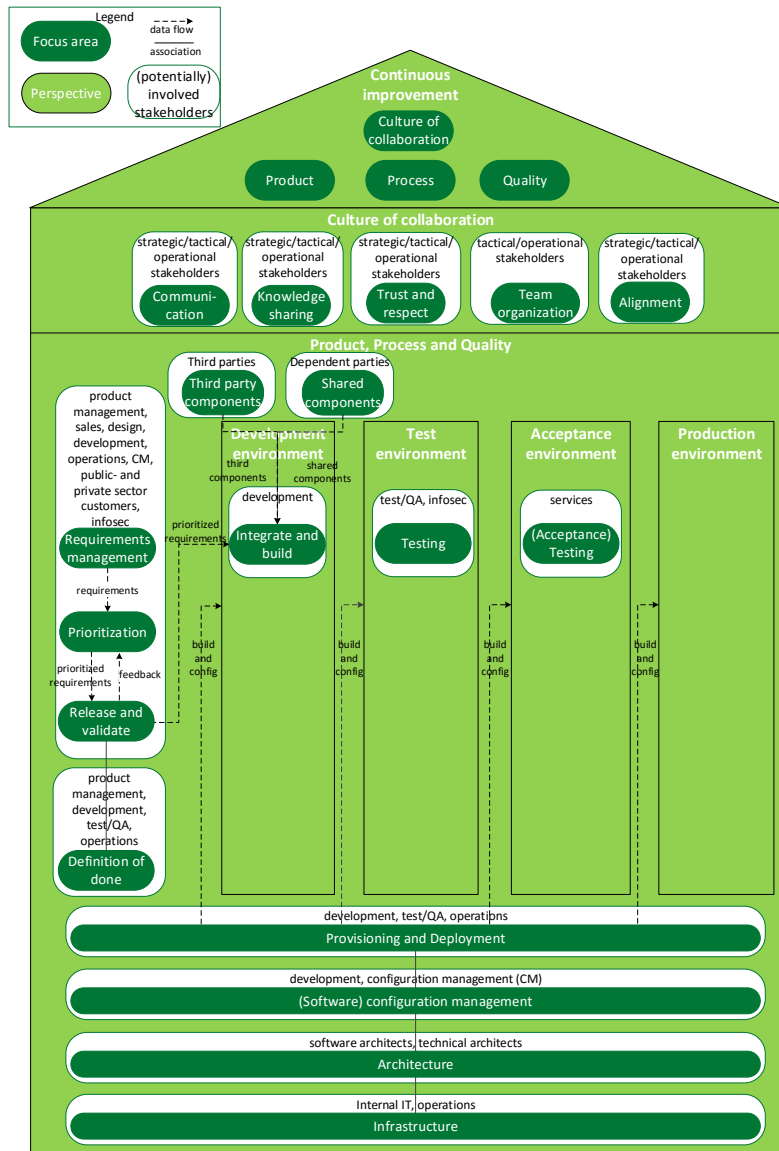 Legend
Focus area
data flow
association
Perspective
(potentially)
involved
stakeholders
Continuous
improvement
Culture of
collaboration
Product
Process
Quality
Culture of collaboration
strategic/tactical/
operational
stakeholders
Communi-
cation
strategic/tactical/
operational
stakeholders
Knowledge
sharing
strategic/tactical/
operational
stakeholders
Trust and
respect
tactical/operational
stakeholders
Team
organization
strategic/tactical/
operational
stakeholders
Alignment
Product, Process and Quality
Third parties
Third party
components
Dependent parties
Shared
components
product
management,
sales, design,
development,
operations, CM,
public- and
private sector
customers,
infosec
Requirements
management
requirements
Prioritization
prioritized
requirements
feedback
Release and
validate
product
management,
development,
test/QA,
operations
Definition of
done
prioritized
requirements
Development
environment
third
components
shared
components
development
Integrate and
build
build
and
config
Test
environment
test/QA, infosec
Testing
build
and
config
Acceptance
environment
services
(Acceptance)
Testing
build
and
config
Production
environment
build
and
config
development, test/QA, operations
Provisioning and Deployment
development, configuration management (CM)
(Software) configuration management
software architects, technical architects
Architecture
Internal IT, operations
Infrastructure